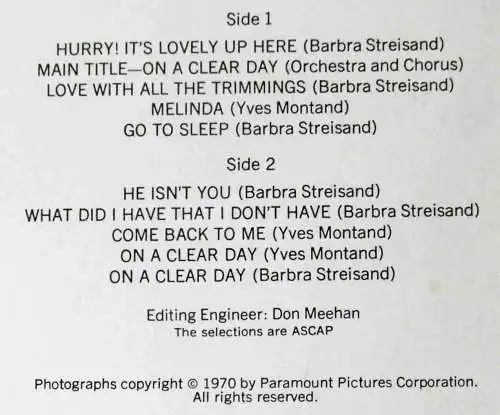 Side 1
HURRY! IT'S LOVELY UP HERE (Barbra Streisand)
MAIN TITLE—ON A CLEAR DAY (Orchestra and Chorus)
LOVE WITH ALL THE TRIMMINGS (Barbra Streisand)
MELINDA (Yves Montand)
GO TO SLEEP (Barbra Streisand)
Side 2
HE ISN'T YOU (Barbra Streisand)
WHAT DID I HAVE THAT I DON'T HAVE (Barbra Streisand)
COME BACK TO ME (Yves Montand)
ON A CLEAR DAY (Yves Montand)
ON A CLEAR DAY (Barbra Streisand)
Editing Engineer: Don Meehan
The selections are ASCAP
Photographs copyright © 1970 by Paramount Pictures Corporation.
All rights reserved.